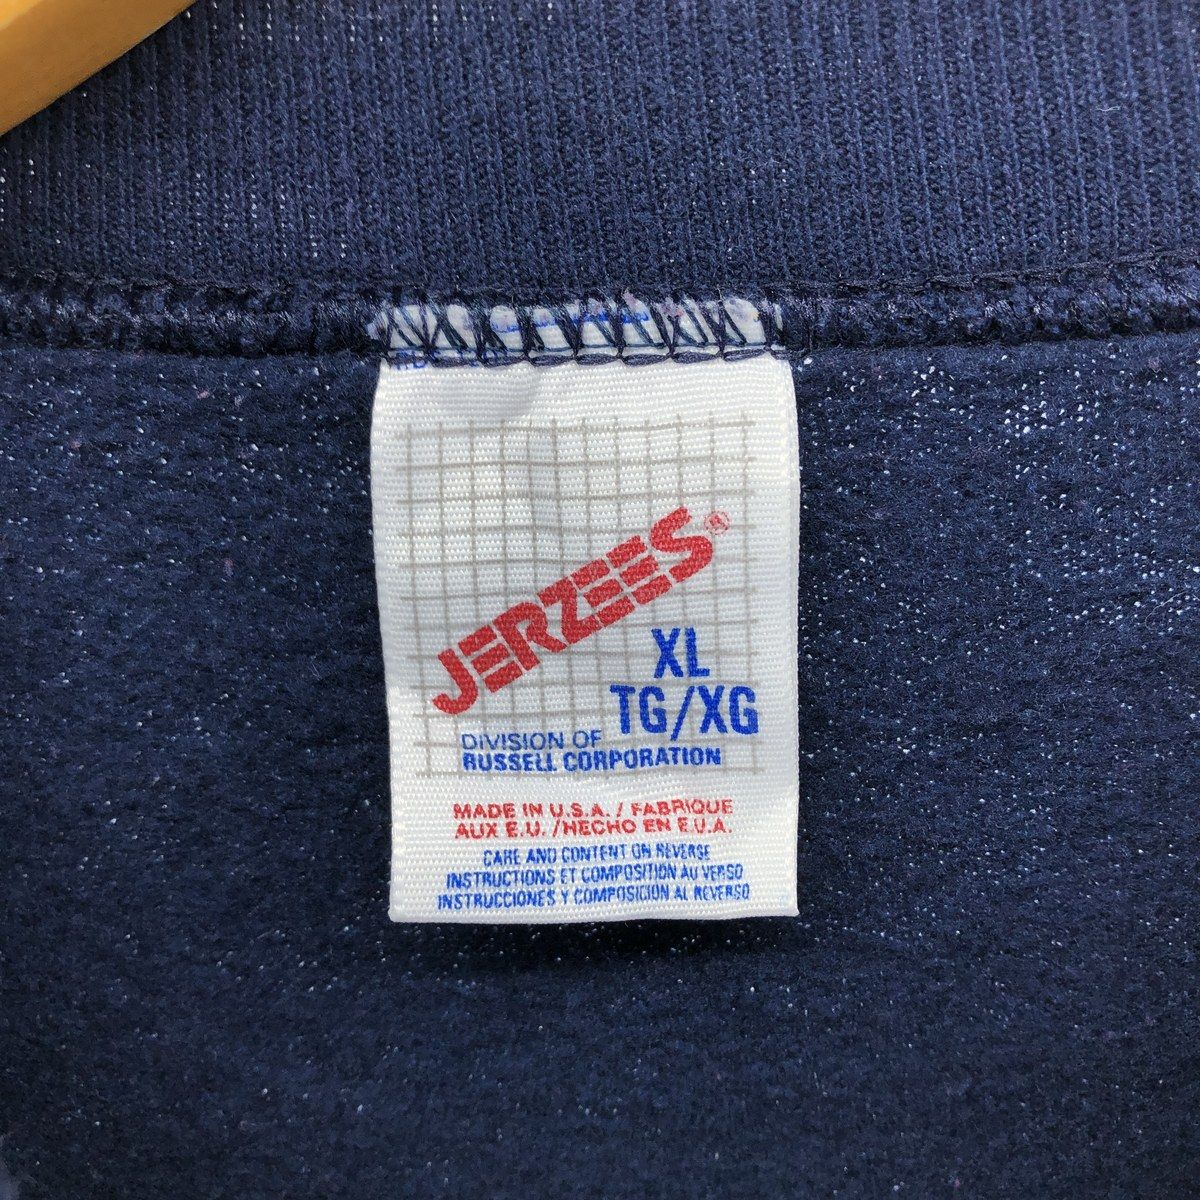 JERZEES®
XL
TG/XG
DIVISION OF
RUSSELL CORPORATION
MADE IN U.S.A. / FABRIQUE
AUX E.U. /HECHO EN E.U.A.
CARE AND CONTENT ON REVERSE
INSTRUCTIONS ET COMPOSITION AU VERSO
INSTRUCCIONES Y COMPOSICION AL REVERSO